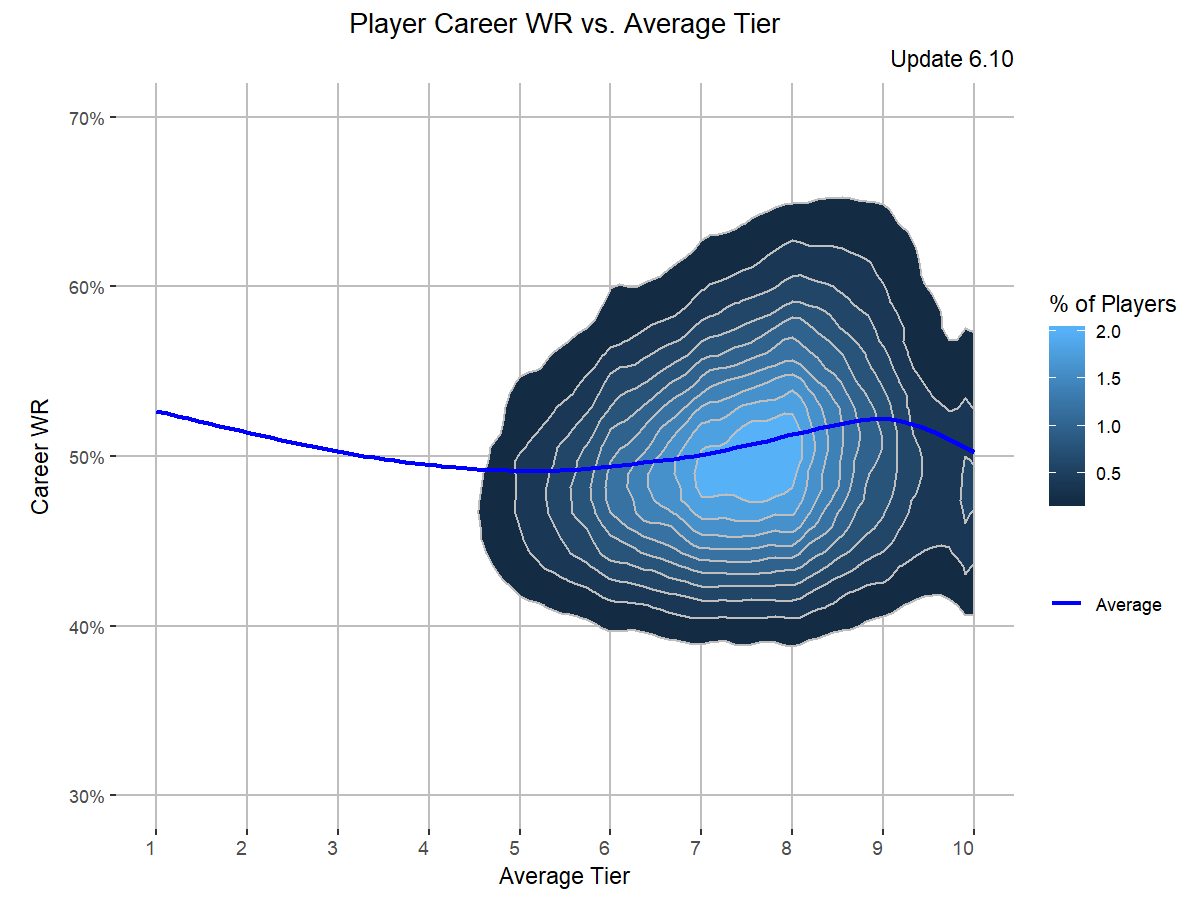 Player Career WR vs. Average Tier
Update 6.10
Career WR
70%
60%
50%
40%
30%
1 2 3 4 5 6 7 8 9 10
Average Tier
% of Players
2.0
1.5
1.0
0.5
Average